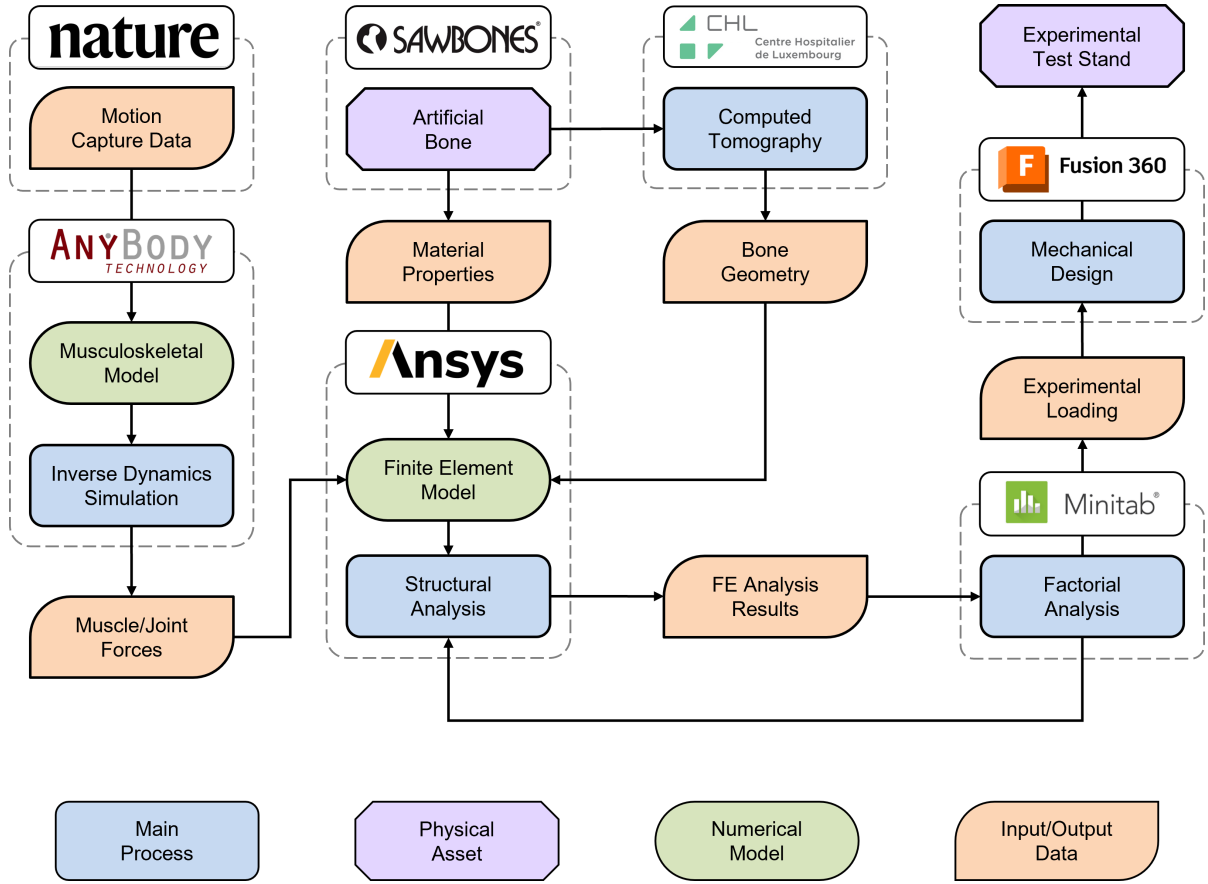 nature
Motion
Capture Data
ANYBODY
TECHNOLOGY
Musculoskeletal
Model
Inverse Dynamics
Simulation
Muscle/Joint
Forces
SAWBONES®
Artificial
Bone
Material
Properties
Ansys
Finite Element
Model
Structural
Analysis
CHL
Centre Hospitalier
de Luxembourg
Computed
Tomography
Bone
Geometry
FE Analysis
Results
Experimental
Test Stand
F Fusion 360
Mechanical
Design
Experimental
Loading
Minitab®
Factorial
Analysis
Main
Process
Physical
Asset
Numerical
Model
Input/Output
Data